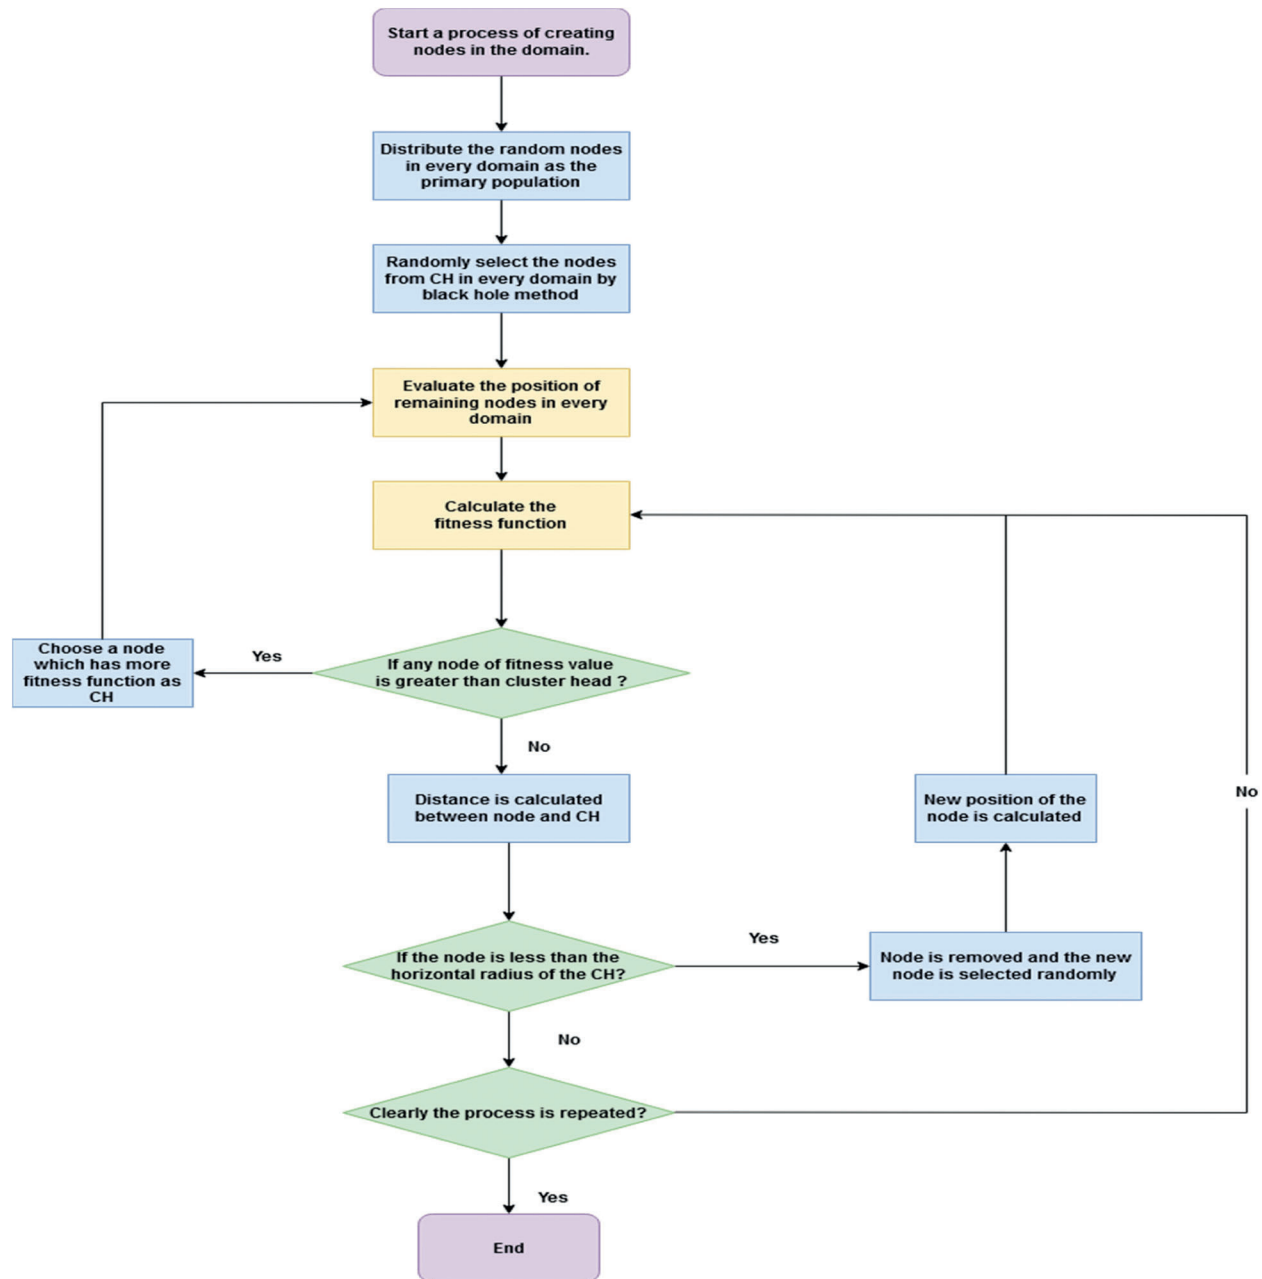 Start a process of creating
nodes in the domain.
Distribute the random nodes
in every domain as the
primary population
Randomly select the nodes
from CH in every domain by
black hole method
Evaluate the position of
remaining nodes in every
domain
Calculate the
fitness function
If any node of fitness value
is greater than cluster head ?
Yes
Choose a node
which has more
fitness function as
CH
No
Distance is calculated
between node and CH
If the node is less than the
horizontal radius of the CH?
Yes
Node is removed and the new
node is selected randomly
New position of the
node is calculated
No
Clearly the process is repeated?
No
Yes
End